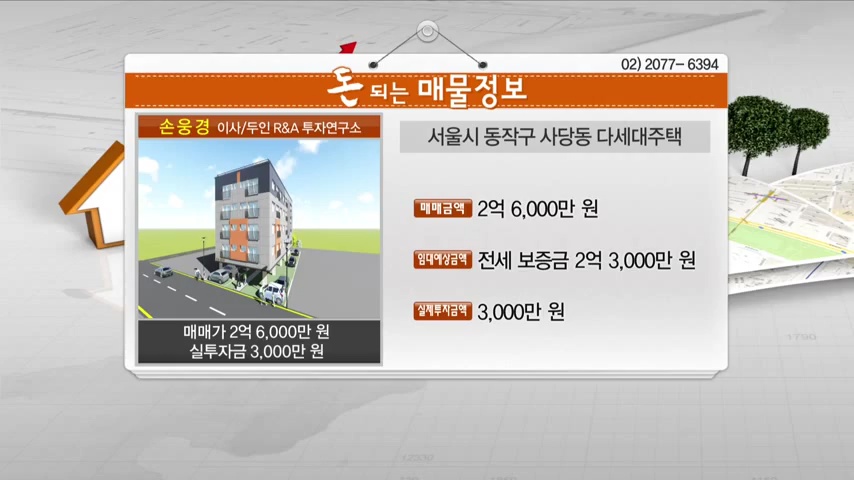 02) 2077-6394
돈 되는 매물정보
손웅경 이사/두인 R&A 투자연구소
서울시 동작구 사당동 다세대주택
매매금액 2억 6,000만 원
임대예상금액 전세 보증금 2억 3,000만 원
실제투자금액 3,000만 원
매매가 2억 6,000만 원
실투자금 3,000만 원